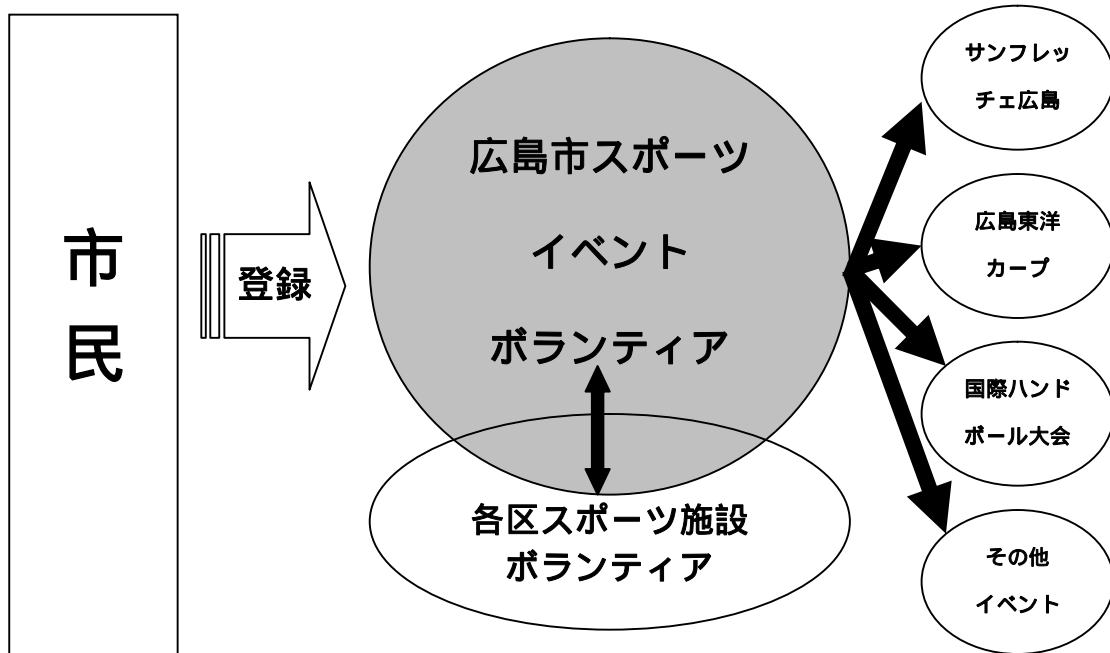 市
民
登録
広島市スポーツ
イベント
ボランティア
各区スポーツ施設
ボランティア
サンフレッ
チェ広島
広島東洋
カープ
国際ハンド
ボール大会
その他
イベント